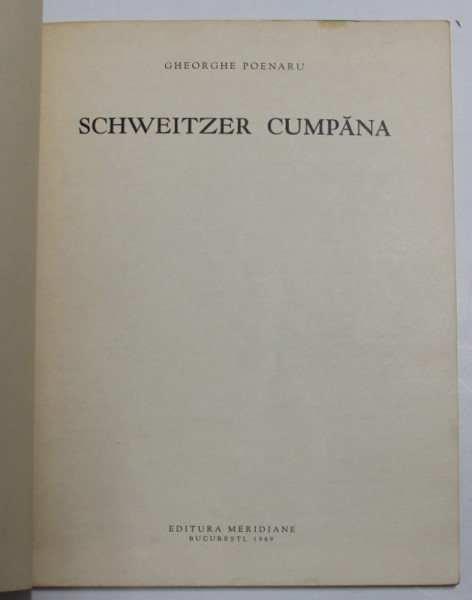 GHEORGHE POENARU
SCHWEITZER CUMPĂNA
EDITURA MERIDIANE
BUCUREȘTI, 1969